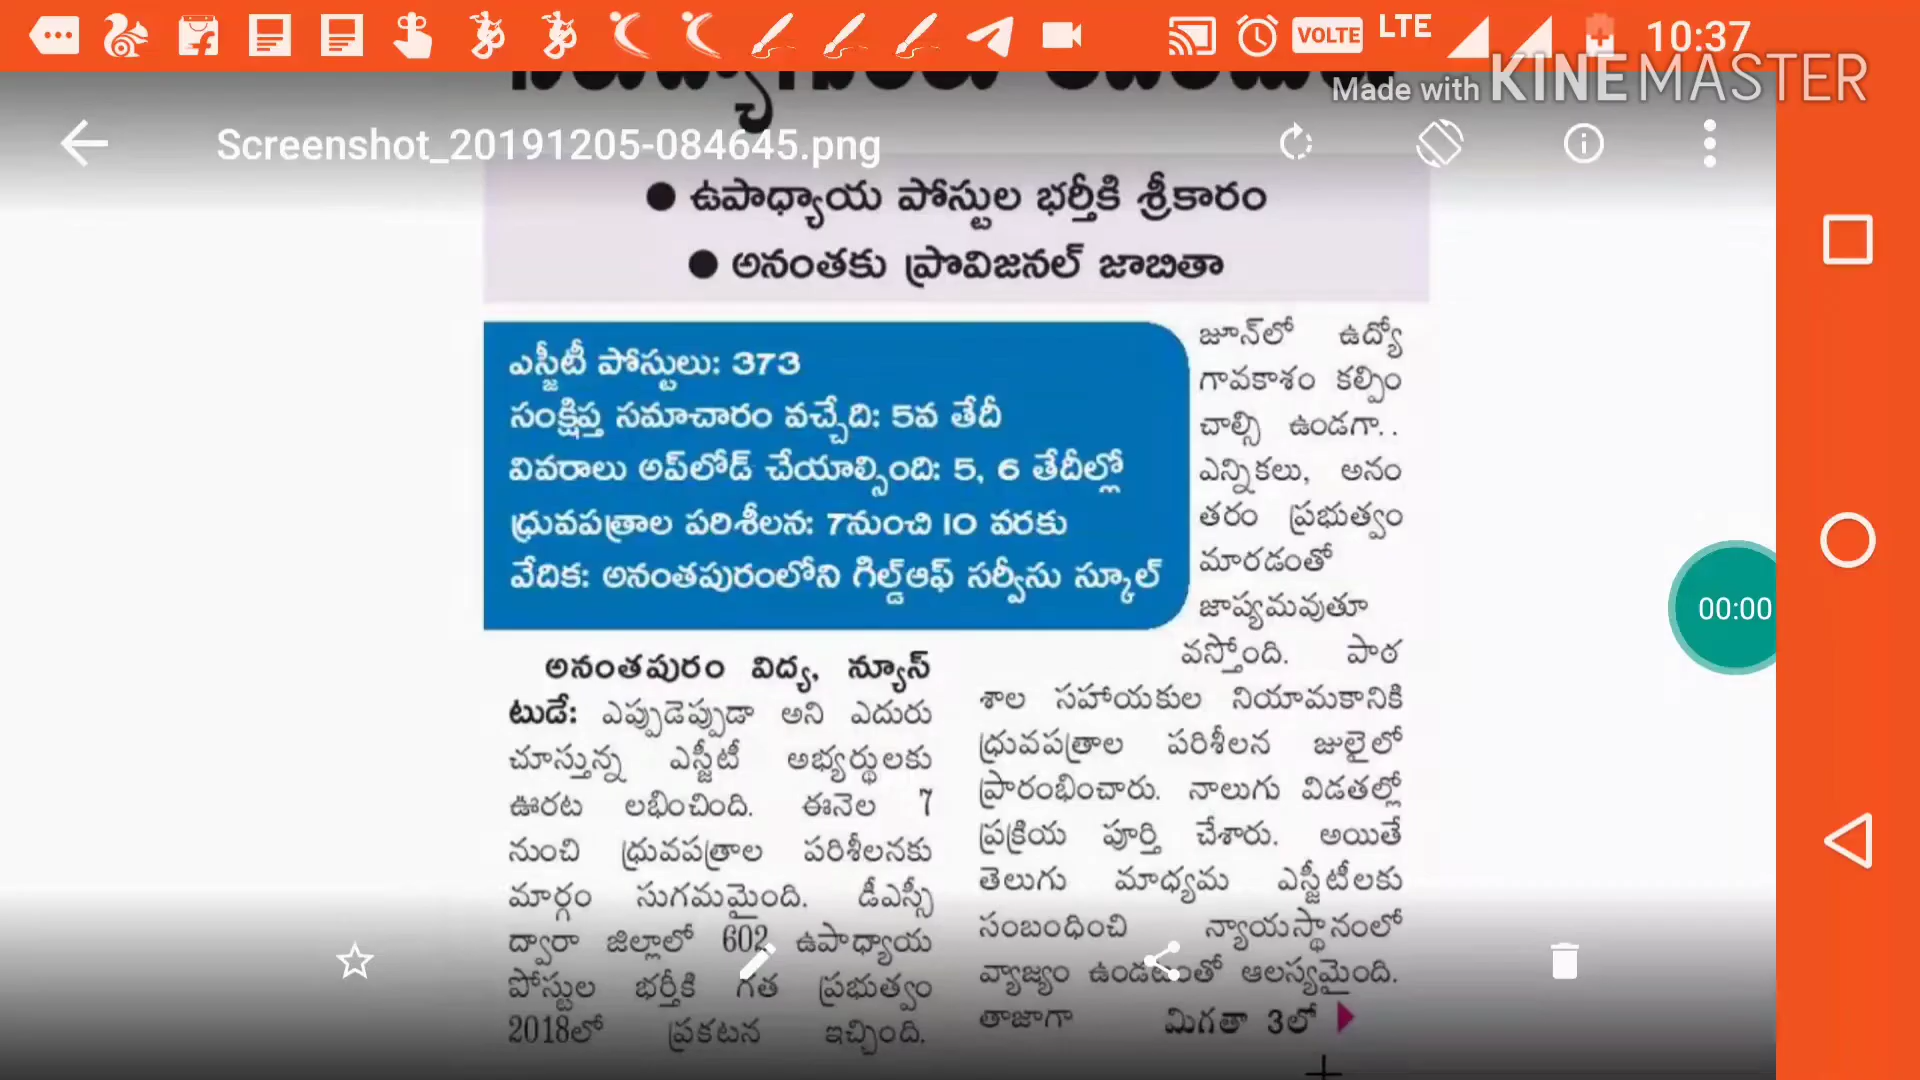 VOLTE LTE 10:37
Made with KINEMASTER
Screenshot_20191205-084645.png
● ఉపాధ్యాయ పోస్టుల భర్తీకి శ్రీకారం
● అనంతకు ప్రొవిజనల్ జాబితా
ఎస్జీటీ పోస్టులు: 373
సంక్షిప్త సమాచారం వచ్చేది: 5వ తేదీ
వివరాలు అప్‌లోడ్ చేయాల్సింది: 5, 6 తేదీల్లో
ధ్రువపత్రాల పరిశీలన: 7నుంచి 10 వరకు
వేదిక: అనంతపురంలోని గిల్డ్ఆఫ్ సర్వీసు స్కూల్
అనంతపురం విద్య, న్యూస్
టుడే: ఎప్పుడెప్పుడా అని ఎదురు
చూస్తున్న ఎస్జీటీ అభ్యర్థులకు
ఊరట లభించింది. ఈనెల 7
నుంచి ధ్రువపత్రాల పరిశీలనకు
మార్గం సుగమమైంది. డీఎస్సీ
ద్వారా జిల్లాలో 602 ఉపాధ్యాయ
పోస్టుల భర్తీకి గత ప్రభుత్వం
2018లో ప్రకటన ఇచ్చింది.
జూన్‌లో ఉద్యో
గావకాశం కల్పిం
చాల్సి ఉండగా..
ఎన్నికలు, అనం
తరం ప్రభుత్వం
మారడంతో
జాప్యమవుతూ
వస్తోంది. పాఠ
శాల సహాయకుల నియామకానికి
ధ్రువపత్రాల పరిశీలన జులైలో
ప్రారంభించారు. నాలుగు విడతల్లో
ప్రక్రియ పూర్తి చేశారు. అయితే
తెలుగు మాధ్యమ ఎస్జీటీలకు
సంబంధించి న్యాయస్థానంలో
వ్యాజ్యం ఉండటంతో ఆలస్యమైంది.
తాజాగా మిగతా 3లో
00:00